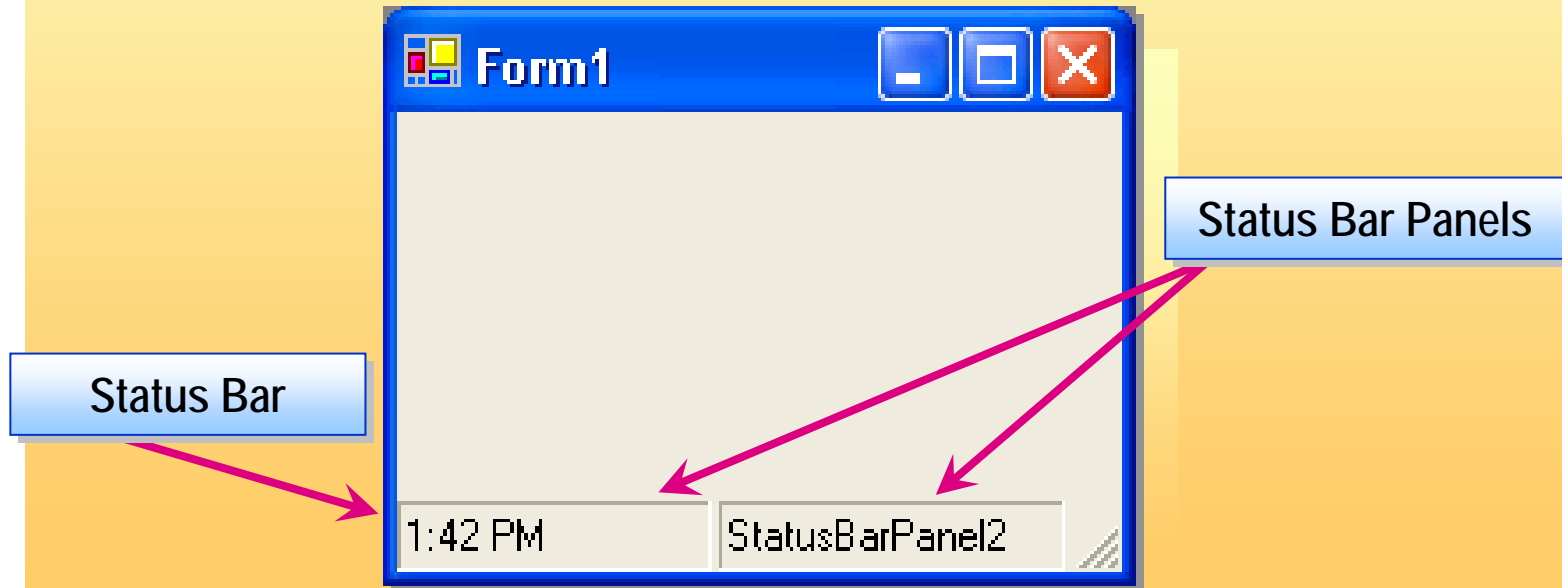 Form1
Status Bar Panels
Status Bar
1:42 PM
StatusBarPanel2